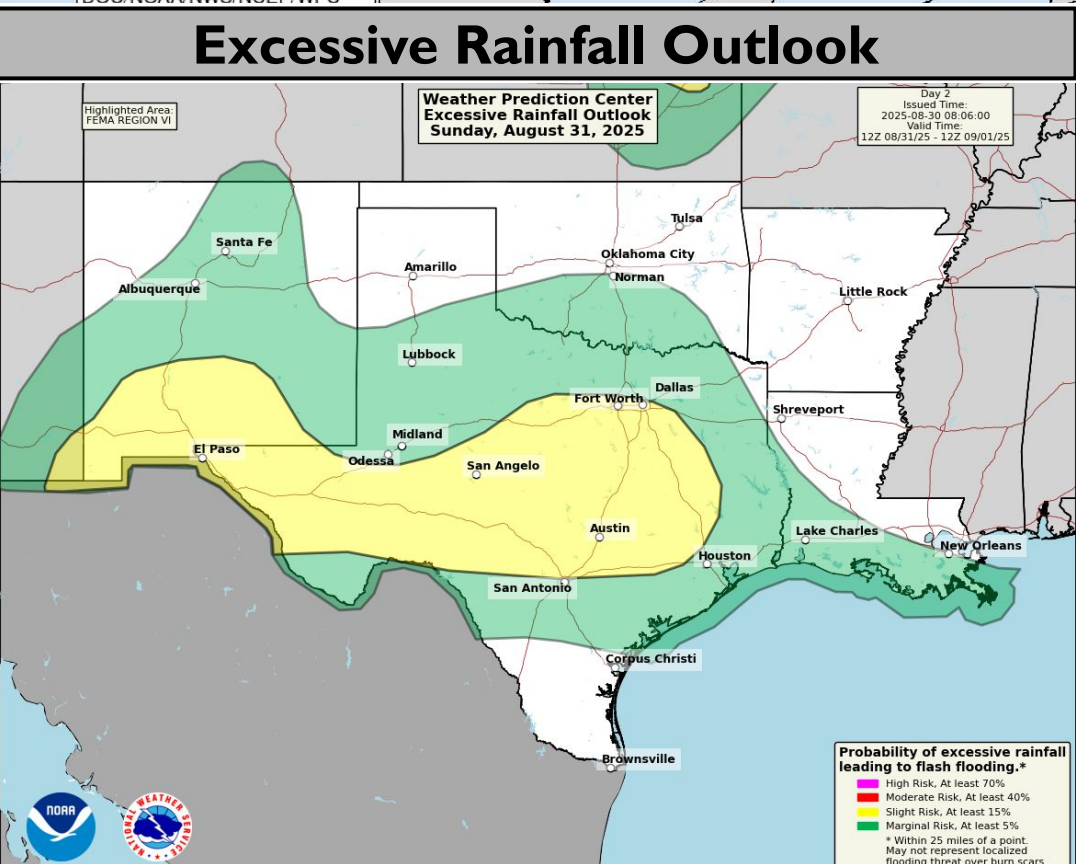 DOC/NOAA/NWS/NCEP/WPC
Excessive Rainfall Outlook
Highlighted Area:
FEMA REGION VI
Weather Prediction Center
Excessive Rainfall Outlook
Sunday, August 31, 2025
Day 2
Issued Time:
2025-08-30 08:06:00
Valid Time:
12Z 08/31/25 - 12Z 09/01/25
Tulsa
Santa Fe
Oklahoma City
Amarillo
Norman
Albuquerque
Little Rock
Lubbock
Dallas
Fort Worth
Shreveport
Midland
El Paso
Odessa
San Angelo
Austin
Lake Charles
New Orleans
Houston
San Antonio
Corpus Christi
Brownsville
Probability of excessive rainfall
leading to flash flooding.*
High Risk, At least 70%
Moderate Risk, At least 40%
Slight Risk, At least 15%
Marginal Risk, At least 5%
* Within 25 miles of a point.
May not represent localized
flooding threat over burn scars
NOAA
NATIONAL WEATHER SERVICE